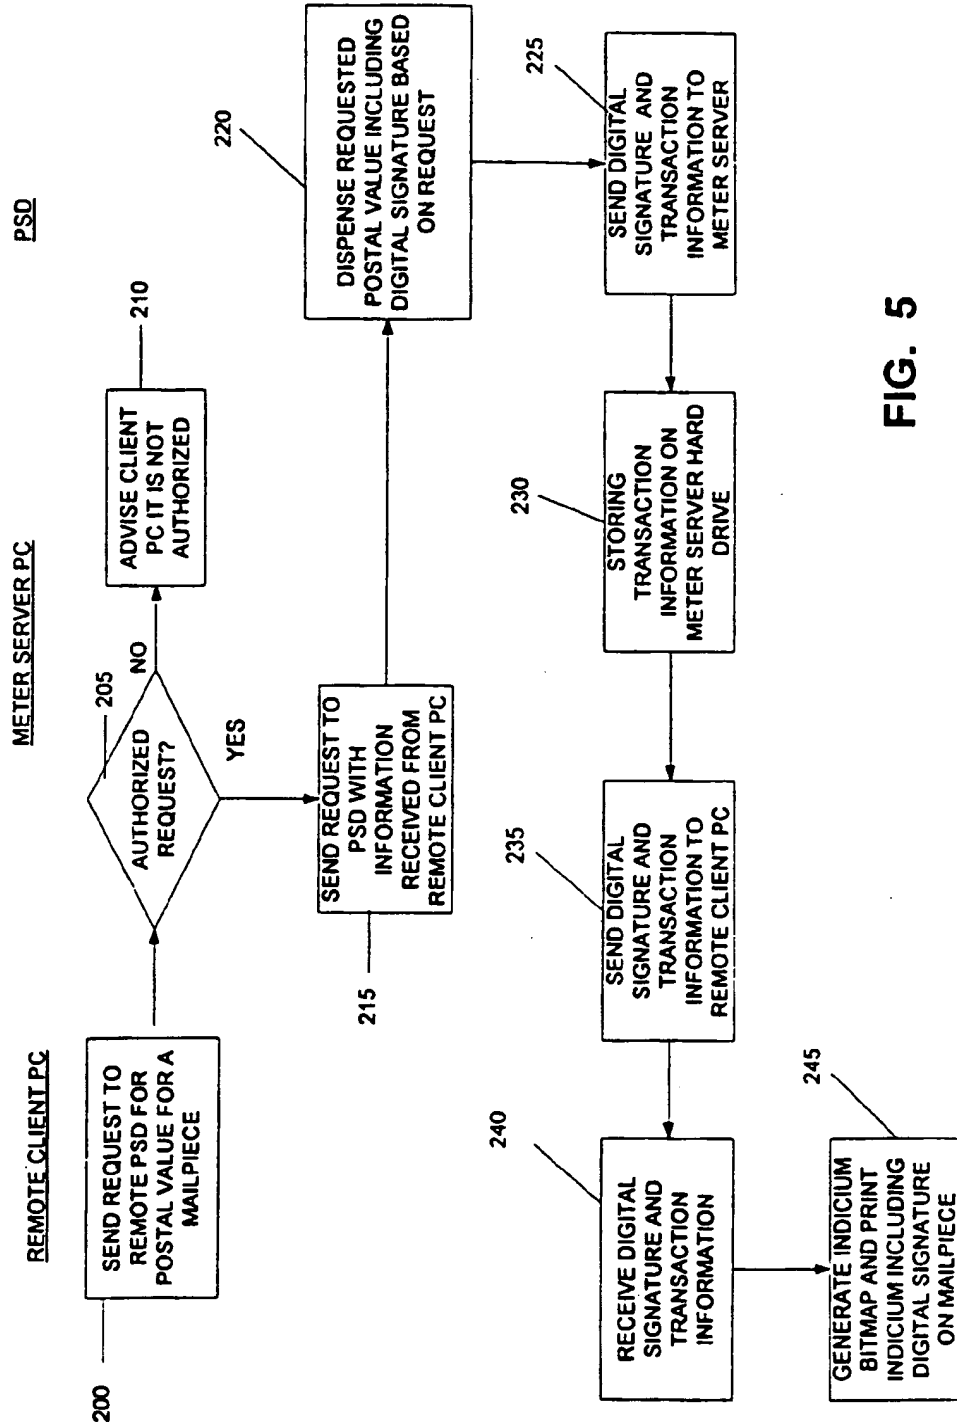 REMOTE CLIENT PC
METER SERVER PC
PSD
200
SEND REQUEST TO
REMOTE PSD FOR
POSTAL VALUE FOR A
MAILPIECE
205
AUTHORIZED
REQUEST?
NO
YES
ADVISE CLIENT
PC IT IS NOT
AUTHORIZED
210
SEND REQUEST TO
PSD WITH
INFORMATION
RECEIVED FROM
REMOTE CLIENT PC
215
220
DISPENSE REQUESTED
POSTAL VALUE INCLUDING
DIGITAL SIGNATURE BASED
ON REQUEST
225
SEND DIGITAL
SIGNATURE AND
TRANSACTION
INFORMATION TO
METER SERVER
230
STORING
TRANSACTION
INFORMATION ON
METER SERVER HARD
DRIVE
235
SEND DIGITAL
SIGNATURE AND
TRANSACTION
INFORMATION TO
REMOTE CLIENT PC
240
RECEIVE DIGITAL
SIGNATURE AND
TRANSACTION
INFORMATION
245
GENERATE INDICIUM
BITMAP AND PRINT
INDICIUM INCLUDING
DIGITAL SIGNATURE
ON MAILPIECE
FIG. 5